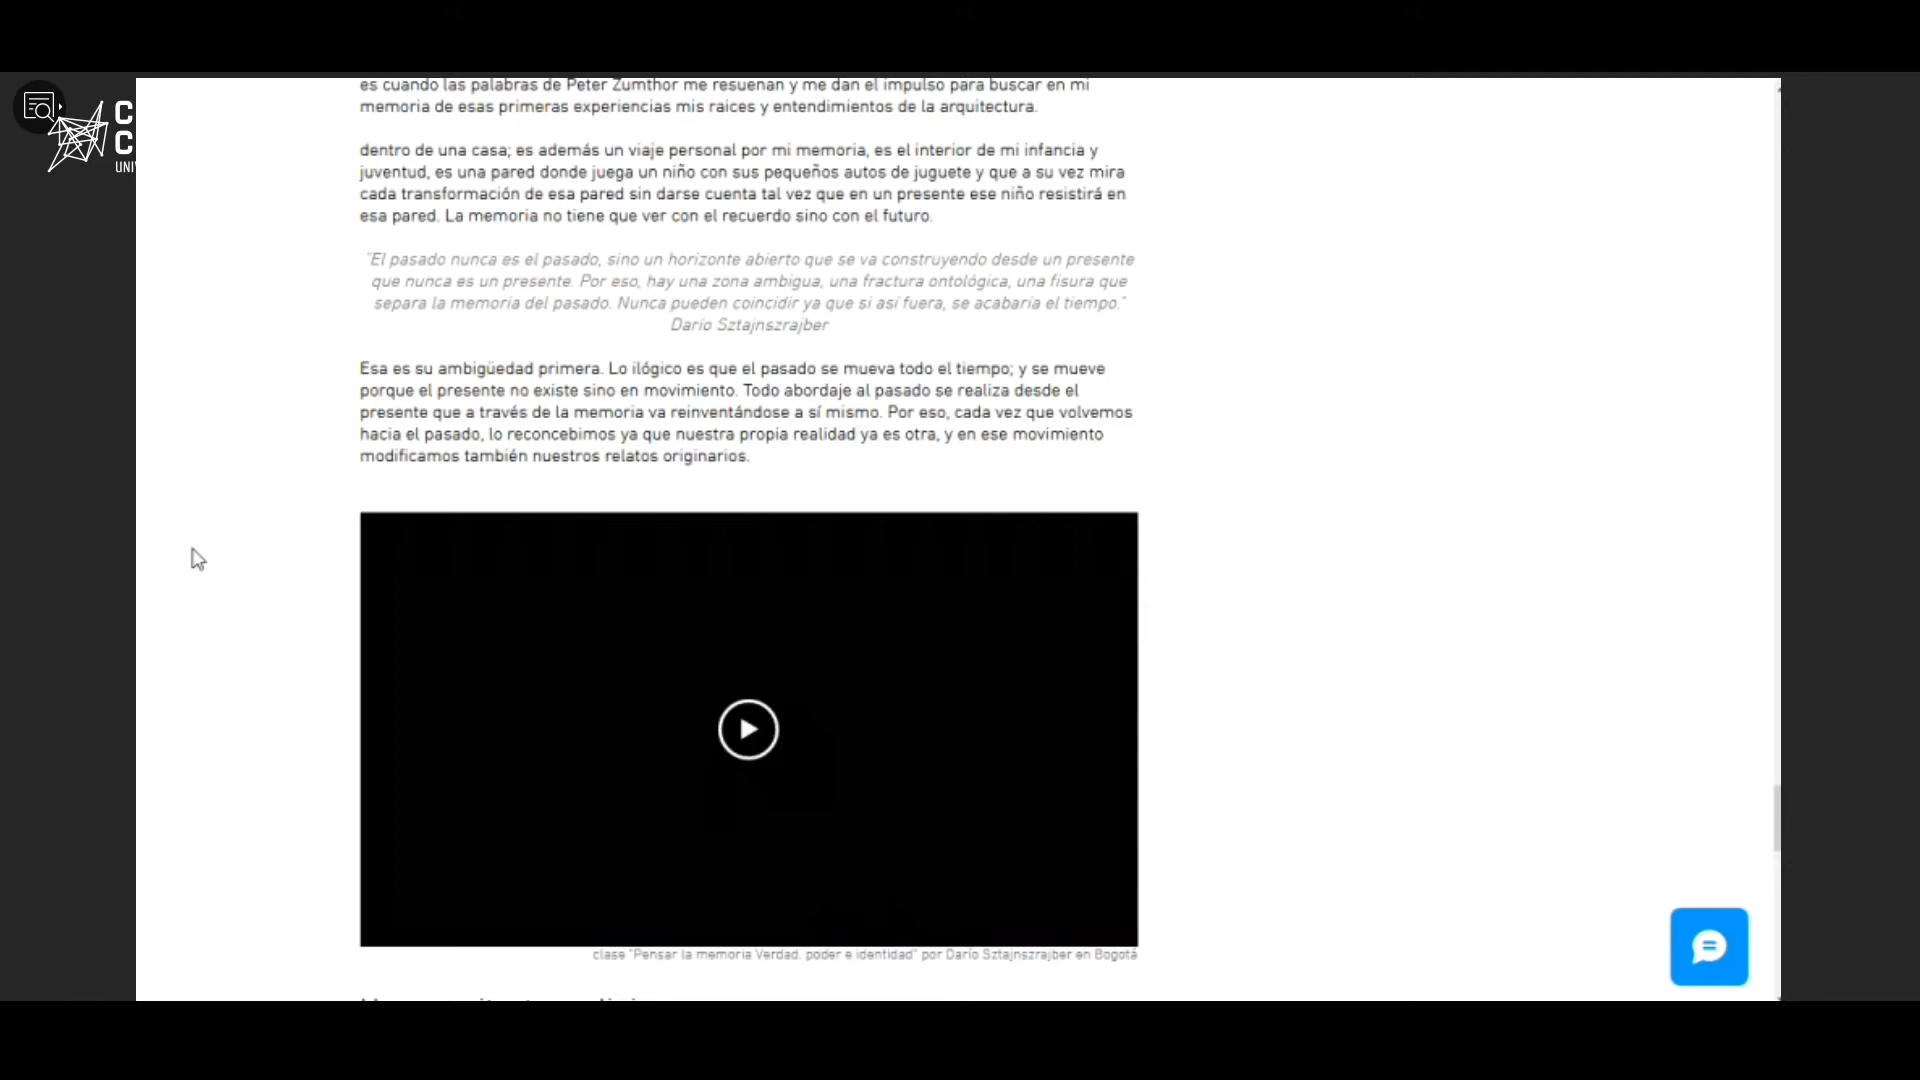 es cuando las palabras de Peter Zumthor me resuenan y me dan el impulso para buscar en mi
memoria de esas primeras experiencias mis raices y entendimientos de la arquitectura.
dentro de una casa; es además un viaje personal por mi memoria, es el interior de mi infancia y
juventud, es una pared donde juega un niño con sus pequeños autos de juguete y que a su vez mira
cada transformación de esa pared sin darse cuenta tal vez que en un presente ese niño resistirá en
esa pared. La memoria no tiene que ver con el recuerdo sino con el futuro.
"El pasado nunca es el pasado, sino un horizonte abierto que se va construyendo desde un presente
que nunca es un presente. Por eso, hay una zona ambigua, una fractura ontológica, una fisura que
separa la memoria del pasado. Nunca pueden coincidir ya que si así fuera, se acabaría el tiempo."
Darío Sztajnszrajber
Esa es su ambigüedad primera. Lo ilógico es que el pasado se mueva todo el tiempo; y se mueve
porque el presente no existe sino en movimiento. Todo abordaje al pasado se realiza desde el
presente que a través de la memoria va reinventándose a sí mismo. Por eso, cada vez que volvemos
hacia el pasado, lo reconcebimos ya que nuestra propia realidad ya es otra, y en ese movimiento
modificamos también nuestros relatos originarios.
clase "Pensar la memoria Verdad. poder e identidad" por Darío Sztajnszrajber en Bogotá
C
C
UNI